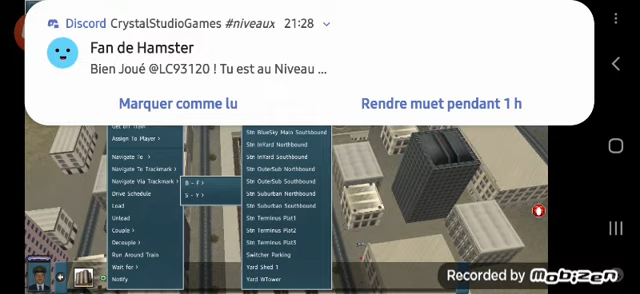 Discord CrystalStudioGames #niveaux 21:28
Fan de Hamster
Bien Joué @LC93120 ! Tu est au Niveau ...
Marquer comme lu
Rendre muet pendant 1 h
Get Off Train
Assign To Player >
Navigate To >
Navigate To Trackmark >
Navigate Via Trackmark >
Drive Schedule
Load
Unload
Couple >
Decouple >
Run Around Train
Wait for >
Notify
B - F >
S - Y >
Stn BlueSky Main Southbound
Stn InYard Northbound
Stn InYard Southbound
Stn OuterSub Northbound
Stn OuterSub Southbound
Stn Suburban Northbound
Stn Suburban Southbound
Stn Terminus Plat1
Stn Terminus Plat2
Stn Terminus Plat3
Switcher Parking
Yard Shed 1
Yard WTower
Recorded by Mobizen